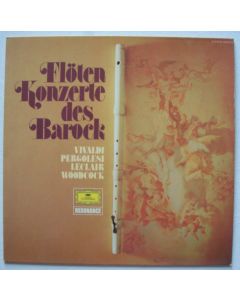 Flöten
Konzerte
des
Barock
VIVALDI
PERGOLESI
LECLAIR
WOODCOCK
RESONANCE